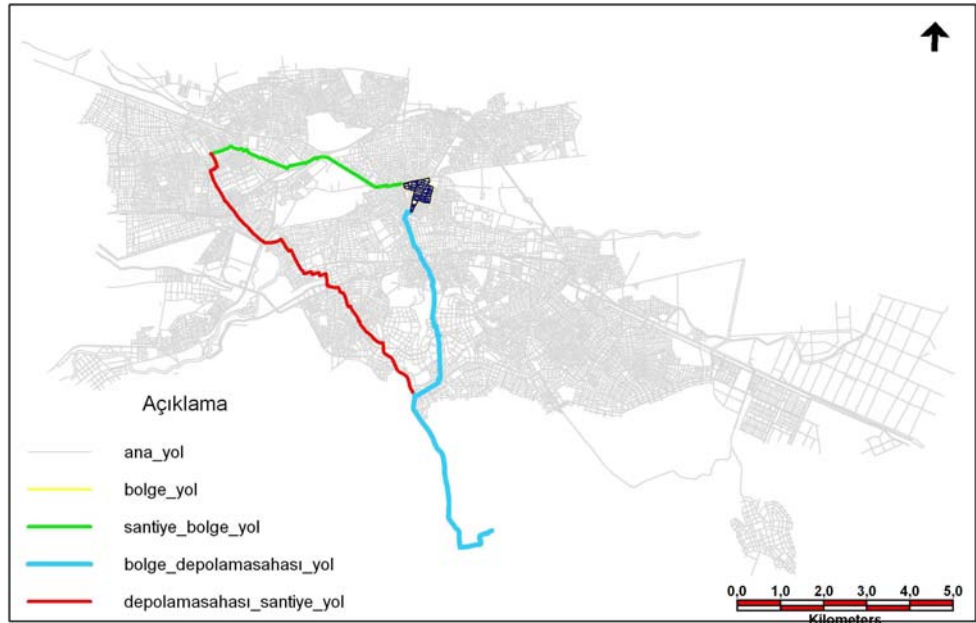 Açıklama
ana_yol
bolge_yol
santiye_bolge_yol
bolge_depolamasahası_yol
depolamasahası_santiye_yol
0,0 1,0 2,0 3,0 4,0 5,0
Kilometers